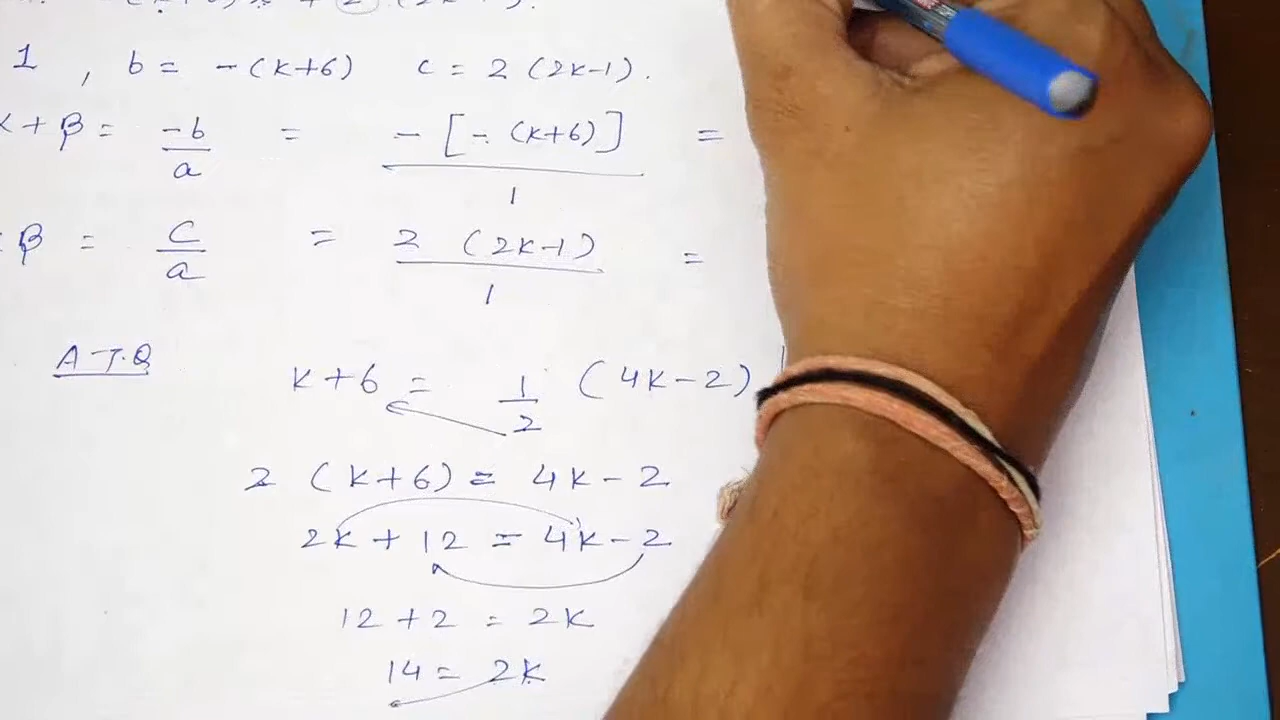 1 , b = -(k+6) c = 2 (2k-1).
α + β = -b/a = -[-(k+6)]/1 =
β = c/a = 2 (2k-1)/1 =
A-T.Q
k+6 = 1/2 (4k-2)
2 (k+6) = 4k-2
2k + 12 = 4k-2
12 + 2 = 2k
14 = 2k